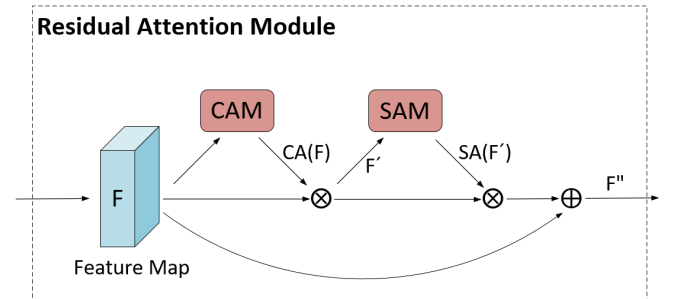 Residual Attention Module
CAM
SAM
CA(F)
F´
SA(F´)
F"
F
Feature Map